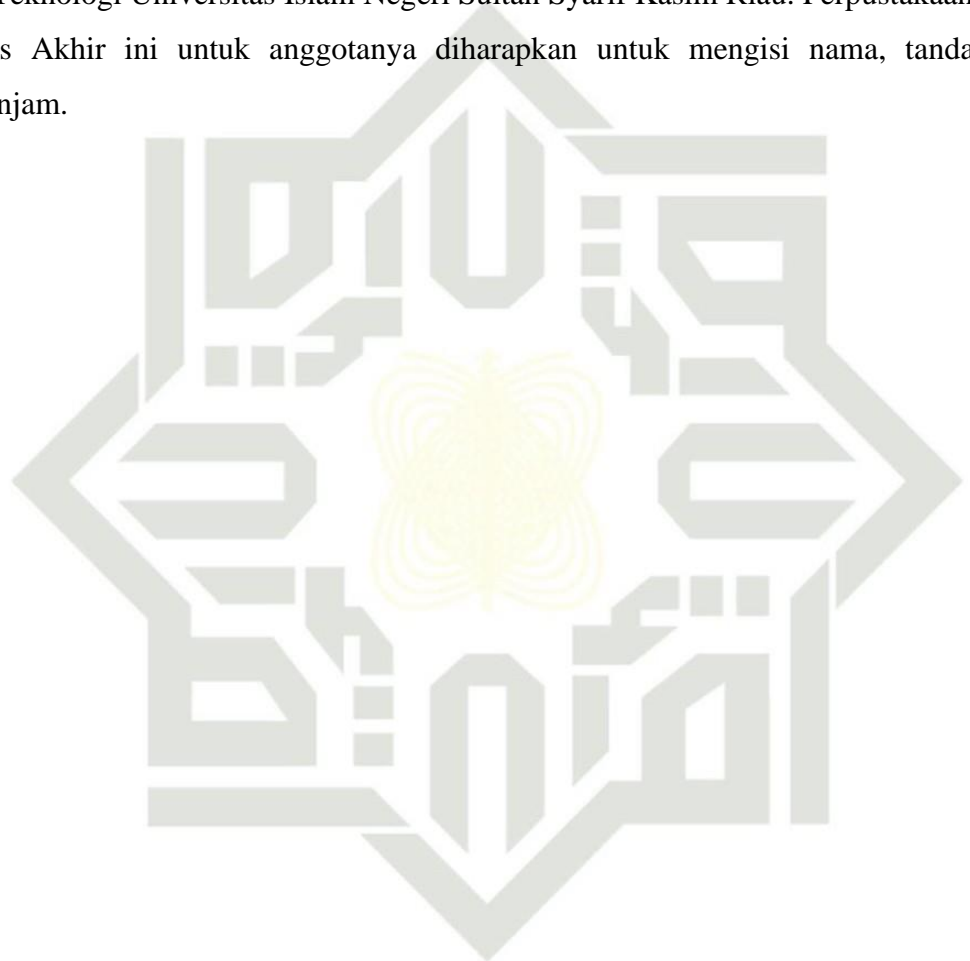 Teknologi Universitas Islam Negeri Sultan Syarif Kasim Riau. Perpustakaan
s Akhir ini untuk anggotanya diharapkan untuk mengisi nama, tanda
njam.